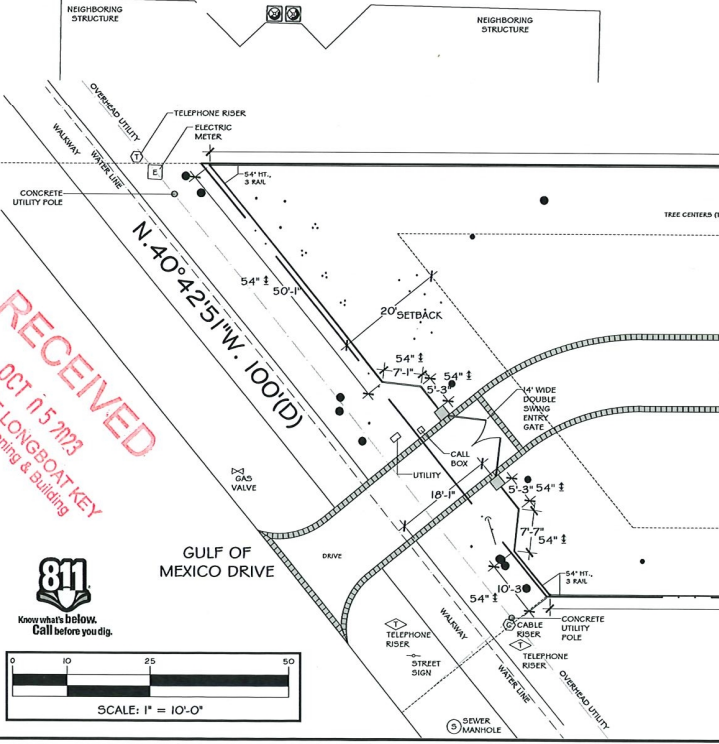 NEIGHBORING
STRUCTURE
NEIGHBORING
STRUCTURE
OVERHEAD UTILITY
WALKWAY
WATER LINE
TELEPHONE RISER
ELECTRIC
METER
T
E
CONCRETE
UTILITY POLE
54" HT.,
3 RAIL
TREE CENTERS (T
N.40°42'51"W. 100'(D)
54" ±
50'-1"
20' SETBACK
54" ±
7'-1"
54" ±
5'-3"
14' WIDE
DOUBLE
SWING
ENTRY
GATE
CALL
BOX
UTILITY
18'-1"
5'-3" 54" ±
7'-7"
54" ±
10'-3"
54" ±
54" HT.,
3 RAIL
RECEIVED
OCT 05 2023
LONGBOAT KEY
ning & Building
GAS
VALVE
GULF OF
MEXICO DRIVE
DRIVE
811
Know what's below.
Call before you dig.
T
TELEPHONE
RISER
STREET
SIGN
WALKWAY
WATER LINE
C
CABLE
RISER
CONCRETE
UTILITY
POLE
T
TELEPHONE
RISER
OVERHEAD UTILITY
S
SEWER
MANHOLE
0 10 25 50
SCALE: 1" = 10'-0"